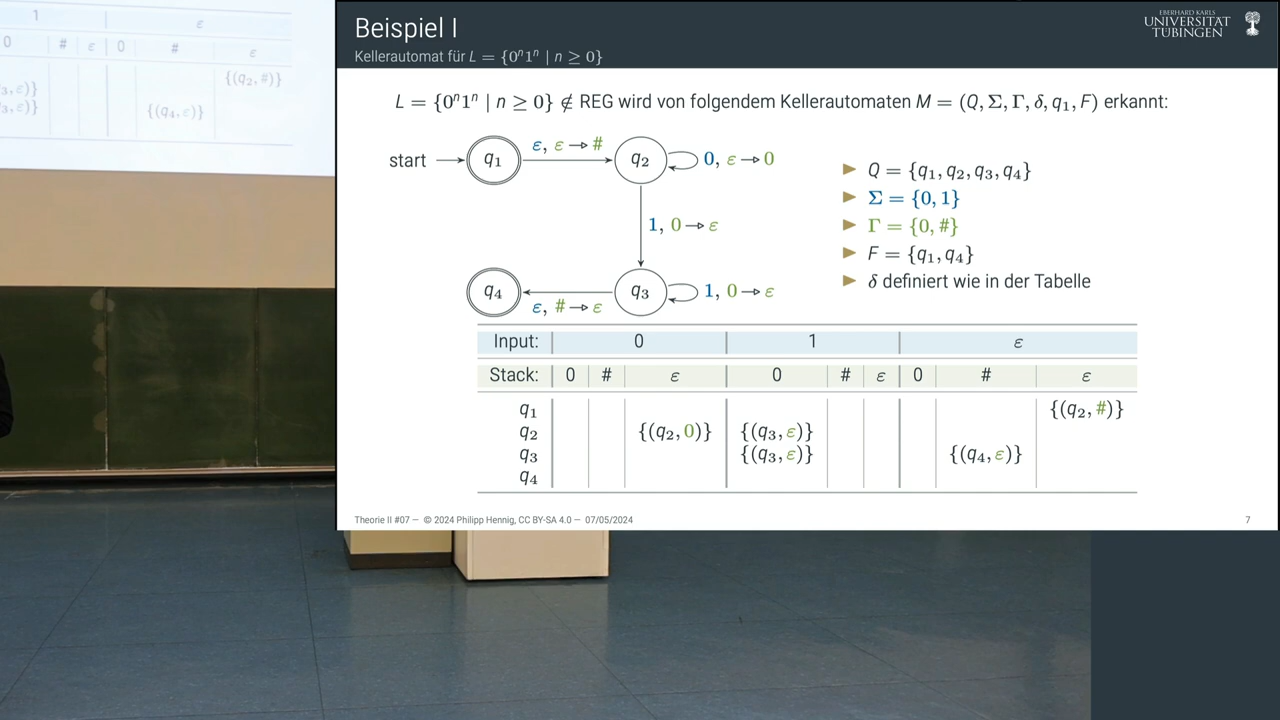 1 ε
0 # ε 0 # ε
{(q₂, #)}
₃, ε)}
₃, ε)} {(q₄, ε)}
Beispiel I
Kellerautomat für L = {0ⁿ1ⁿ | n ≥ 0}
EBERHARD KARLS
UNIVERSITÄT
TÜBINGEN
L = {0ⁿ1ⁿ | n ≥ 0} ∉ REG wird von folgendem Kellerautomaten M = (Q, Σ, Γ, δ, q₁, F) erkannt:
start q₁ ε, ε → # q₂ 0, ε → 0
1, 0 → ε
q₄ ε, # → ε q₃ 1, 0 → ε
► Q = {q₁, q₂, q₃, q₄}
► Σ = {0, 1}
► Γ = {0, #}
► F = {q₁, q₄}
► δ definiert wie in der Tabelle
Input: 0 1 ε
Stack: 0 # ε 0 # ε 0 # ε
q₁ {(q₂, #)}
q₂ {(q₂, 0)} {(q₃, ε)}
q₃ {(q₃, ε)} {(q₄, ε)}
q₄
Theorie II #07 — © 2024 Philipp Hennig, CC BY-SA 4.0 — 07/05/2024 7